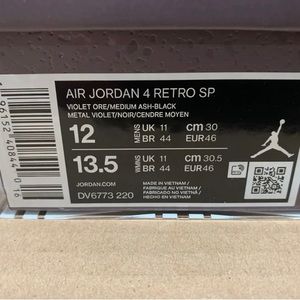 AIR JORDAN 4 RETRO SP
VIOLET ORE/MEDIUM ASH-BLACK
METAL VIOLET/NOIR/CENDRE MOYEN
12 MENS UK 11 cm 30
BR 44 EUR 46
13.5 WMNS UK 11 cm 30.5
BR 44 EUR 46
JORDAN.COM
MADE IN VIETNAM /
FABRIQUÉ AU VIETNAM /
FABRICADO EN VIETNAM /
DV6773 220